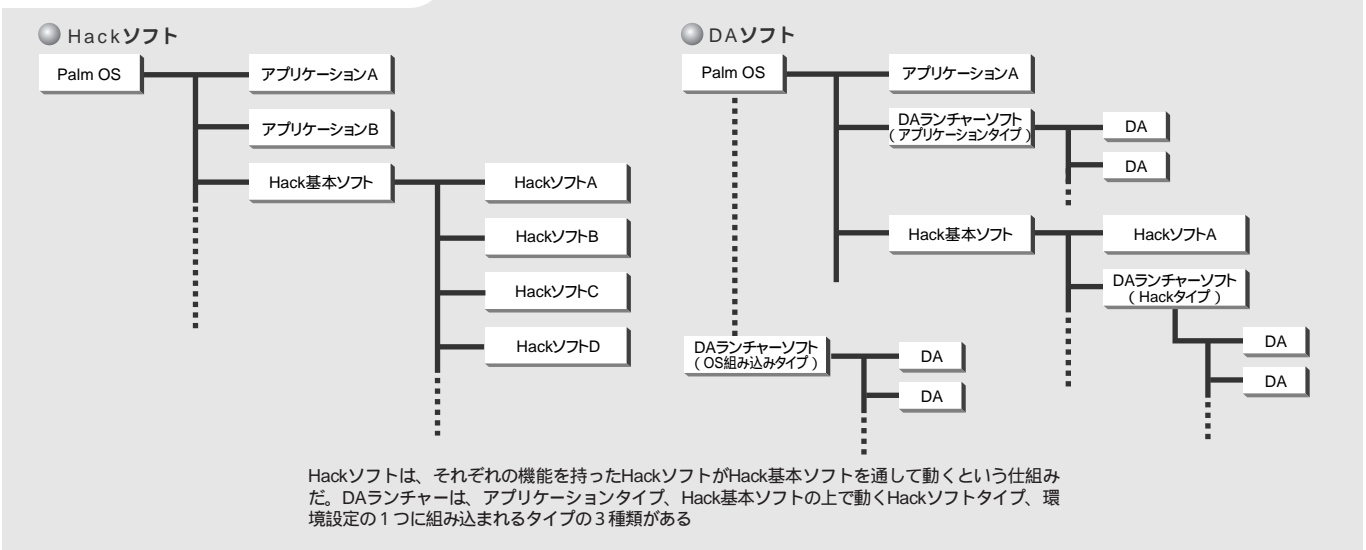 Hackソフト
Palm OS
アプリケーションA
アプリケーションB
Hack基本ソフト
HackソフトA
HackソフトB
HackソフトC
HackソフトD
DAソフト
Palm OS
アプリケーションA
DAランチャーソフト
(アプリケーションタイプ)
DA
DA
Hack基本ソフト
HackソフトA
DAランチャーソフト
(Hackタイプ)
DA
DA
DAランチャーソフト
(OS組み込みタイプ)
DA
DA
Hackソフトは、それぞれの機能を持ったHackソフトがHack基本ソフトを通して動くという仕組み
だ。DAランチャーは、アプリケーションタイプ、Hack基本ソフトの上で動くHackソフトタイプ、環
境設定の1つに組み込まれるタイプの3種類がある